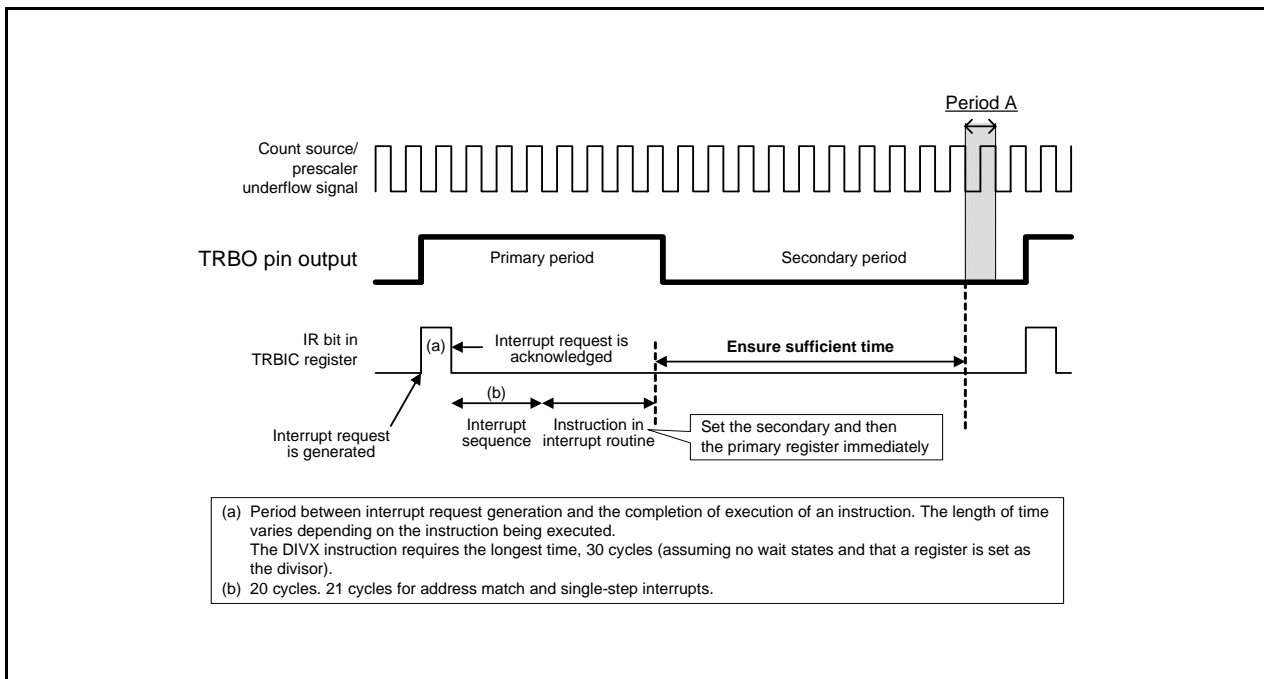 Period A
Count source/
prescaler
underflow signal
TRBO pin output
Primary period
Secondary period
IR bit in
TRBIC register
(a)
Interrupt request is
acknowledged
Ensure sufficient time
(b)
Interrupt request
is generated
Interrupt
sequence
Instruction in
interrupt routine
Set the secondary and then
the primary register immediately
(a) Period between interrupt request generation and the completion of execution of an instruction. The length of time
varies depending on the instruction being executed.
The DIVX instruction requires the longest time, 30 cycles (assuming no wait states and that a register is set as
the divisor).
(b) 20 cycles. 21 cycles for address match and single-step interrupts.